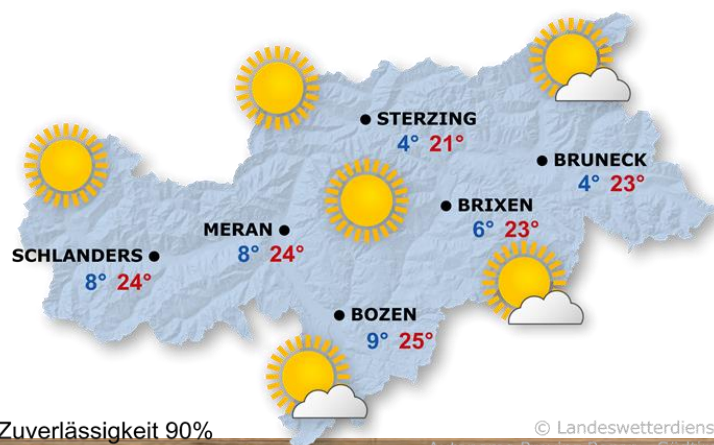 STERZING
4° 21°
BRUNECK
4° 23°
BRIXEN
6° 23°
MERAN
8° 24°
SCHLANDERS
8° 24°
BOZEN
9° 25°
Zuverlässigkeit 90%
© Landeswetterdiens